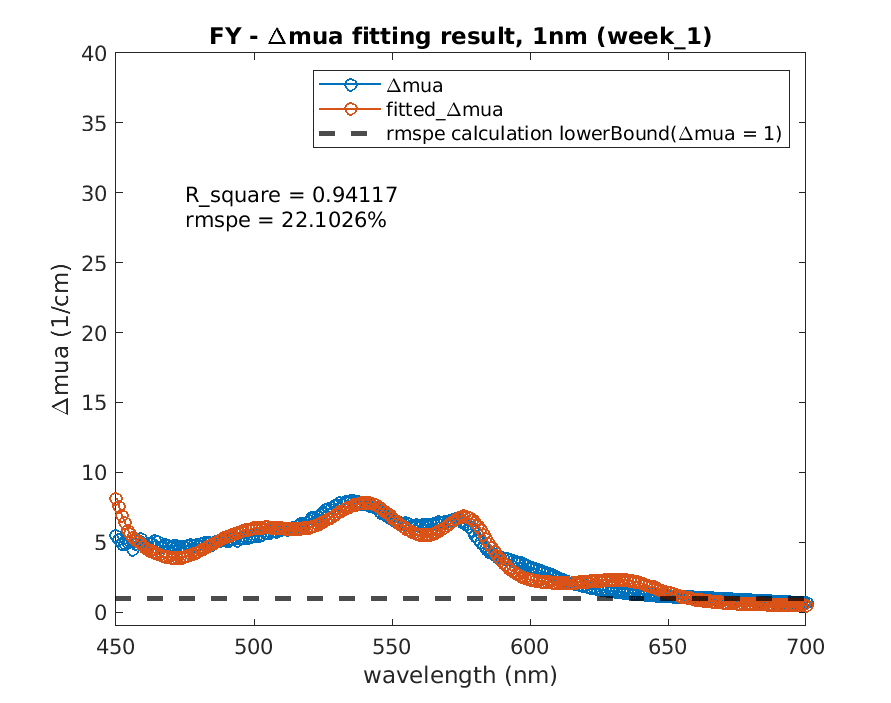 FY - Δmua fitting result, 1nm (week_1)
Δmua
fitted_Δmua
rmspe calculation lowerBound(Δmua = 1)
R_square = 0.94117
rmspe = 22.1026%
Δmua (1/cm)
40
35
30
25
20
15
10
5
0
450
500
550
600
650
700
wavelength (nm)